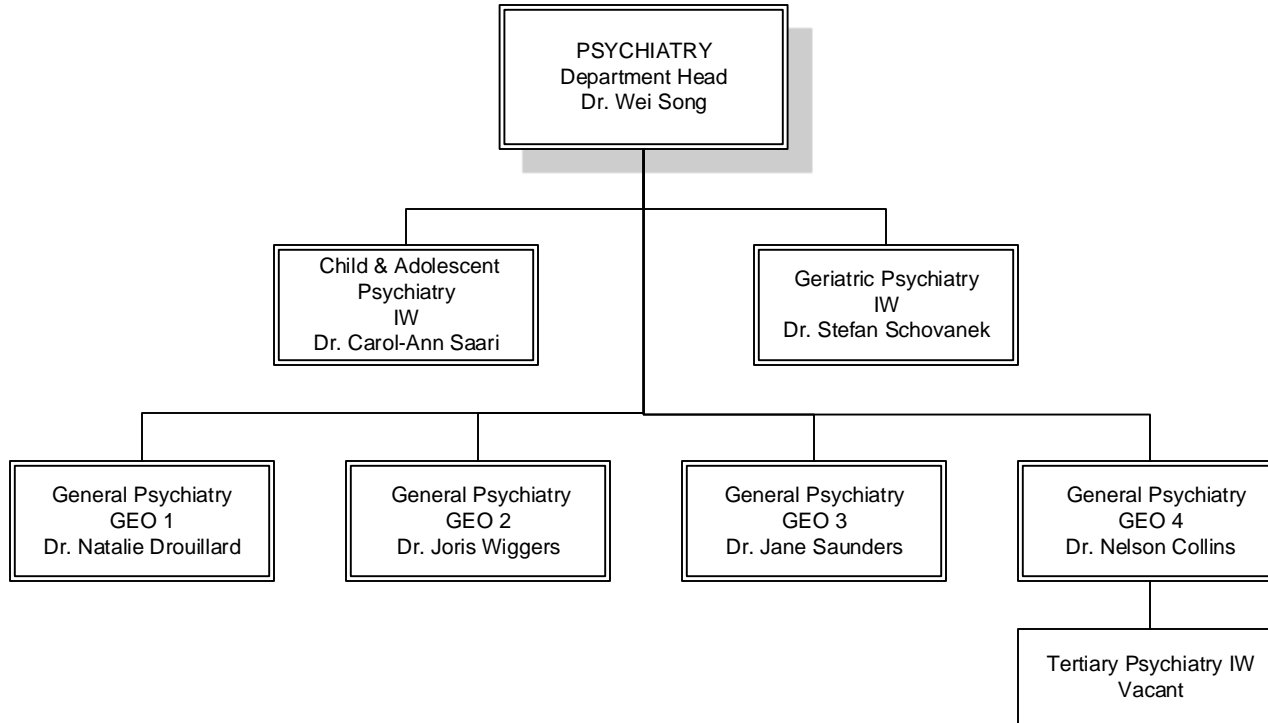 PSYCHIATRY
Department Head
Dr. Wei Song
Child & Adolescent
Psychiatry
IW
Dr. Carol-Ann Saari
Geriatric Psychiatry
IW
Dr. Stefan Schovanek
General Psychiatry
GEO 1
Dr. Natalie Drouillard
General Psychiatry
GEO 2
Dr. Joris Wiggers
General Psychiatry
GEO 3
Dr. Jane Saunders
General Psychiatry
GEO 4
Dr. Nelson Collins
Tertiary Psychiatry IW
Vacant